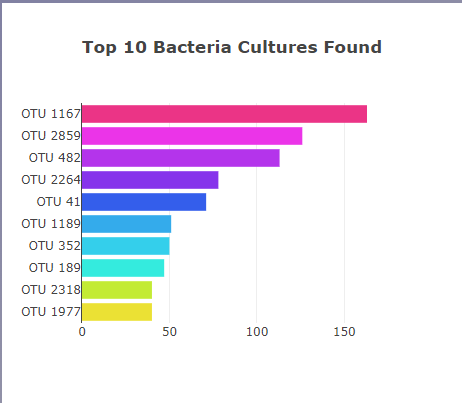 Top 10 Bacteria Cultures Found
OTU 1167
OTU 2859
OTU 482
OTU 2264
OTU 41
OTU 1189
OTU 352
OTU 189
OTU 2318
OTU 1977
0 50 100 150